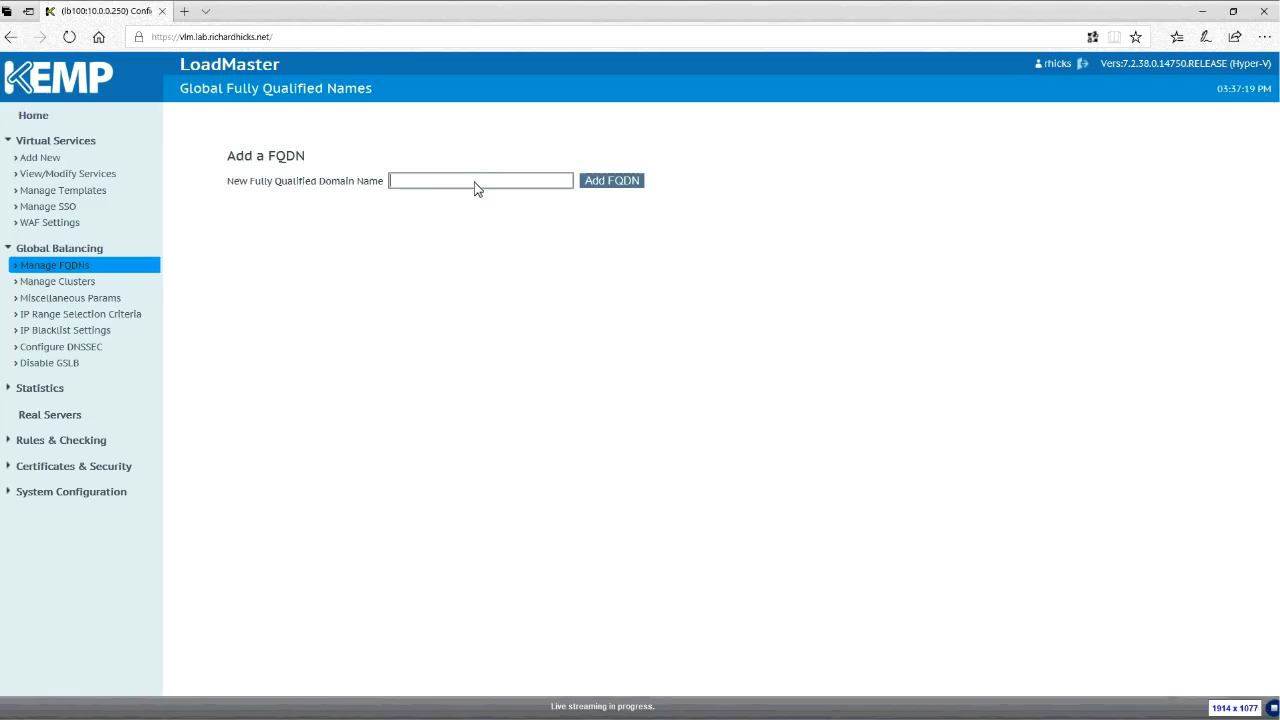 (lb100:10.0.0.250) Confi
https://vlm.lab.richardhicks.net/
KEMP
LoadMaster
rhicks
Vers:7.2.38.0.14750.RELEASE (Hyper-V)
Global Fully Qualified Names
03:37:19 PM
Home
Virtual Services
Add New
View/Modify Services
Manage Templates
Manage SSO
WAF Settings
Global Balancing
Manage FQDNs
Manage Clusters
Miscellaneous Params
IP Range Selection Criteria
IP Blacklist Settings
Configure DNSSEC
Disable GSLB
Statistics
Real Servers
Rules & Checking
Certificates & Security
System Configuration
Add a FQDN
New Fully Qualified Domain Name
Add FQDN
Live streaming in progress.
1914 x 1077